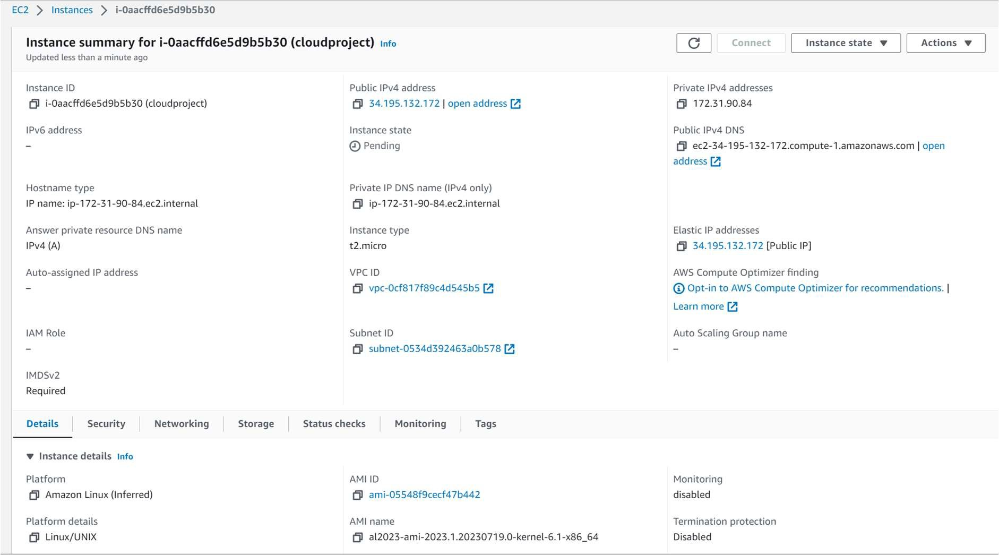 EC2 > Instances > i-0aacffd6e5d9b5b30
Instance summary for i-0aacffd6e5d9b5b30 (cloudproject) Info
Updated less than a minute ago
Connect
Instance state
Actions
Instance ID
i-0aacffd6e5d9b5b30 (cloudproject)
Public IPv4 address
34.195.132.172 | open address
Private IPv4 addresses
172.31.90.84
IPv6 address
–
Instance state
Pending
Public IPv4 DNS
ec2-34-195-132-172.compute-1.amazonaws.com | open
address
Hostname type
IP name: ip-172-31-90-84.ec2.internal
Private IP DNS name (IPv4 only)
ip-172-31-90-84.ec2.internal
Answer private resource DNS name
IPv4 (A)
Instance type
t2.micro
Elastic IP addresses
34.195.132.172 [Public IP]
Auto-assigned IP address
–
VPC ID
vpc-0cf817f89c4d545b5
AWS Compute Optimizer finding
Opt-in to AWS Compute Optimizer for recommendations. |
Learn more
IAM Role
–
Subnet ID
subnet-0534d392463a0b578
Auto Scaling Group name
–
IMDSv2
Required
Details
Security
Networking
Storage
Status checks
Monitoring
Tags
Instance details Info
Platform
Amazon Linux (Inferred)
AMI ID
ami-05548f9cecf47b442
Monitoring
disabled
Platform details
Linux/UNIX
AMI name
al2023-ami-2023.1.20230719.0-kernel-6.1-x86_64
Termination protection
Disabled